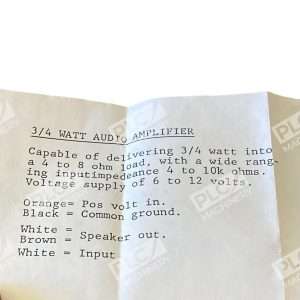 3/4 WATT AUDIO AMPLIFIER
Capable of delivering 3/4 watt into
a 4 to 8 ohm load, with a wide rang-
ing inputimpedeance 4 to 10k ohms.
Voltage supply of 6 to 12 volts.
Orange= Pos volt in.
Black = Common ground.
White =
Brown = Speaker out.
White = Input